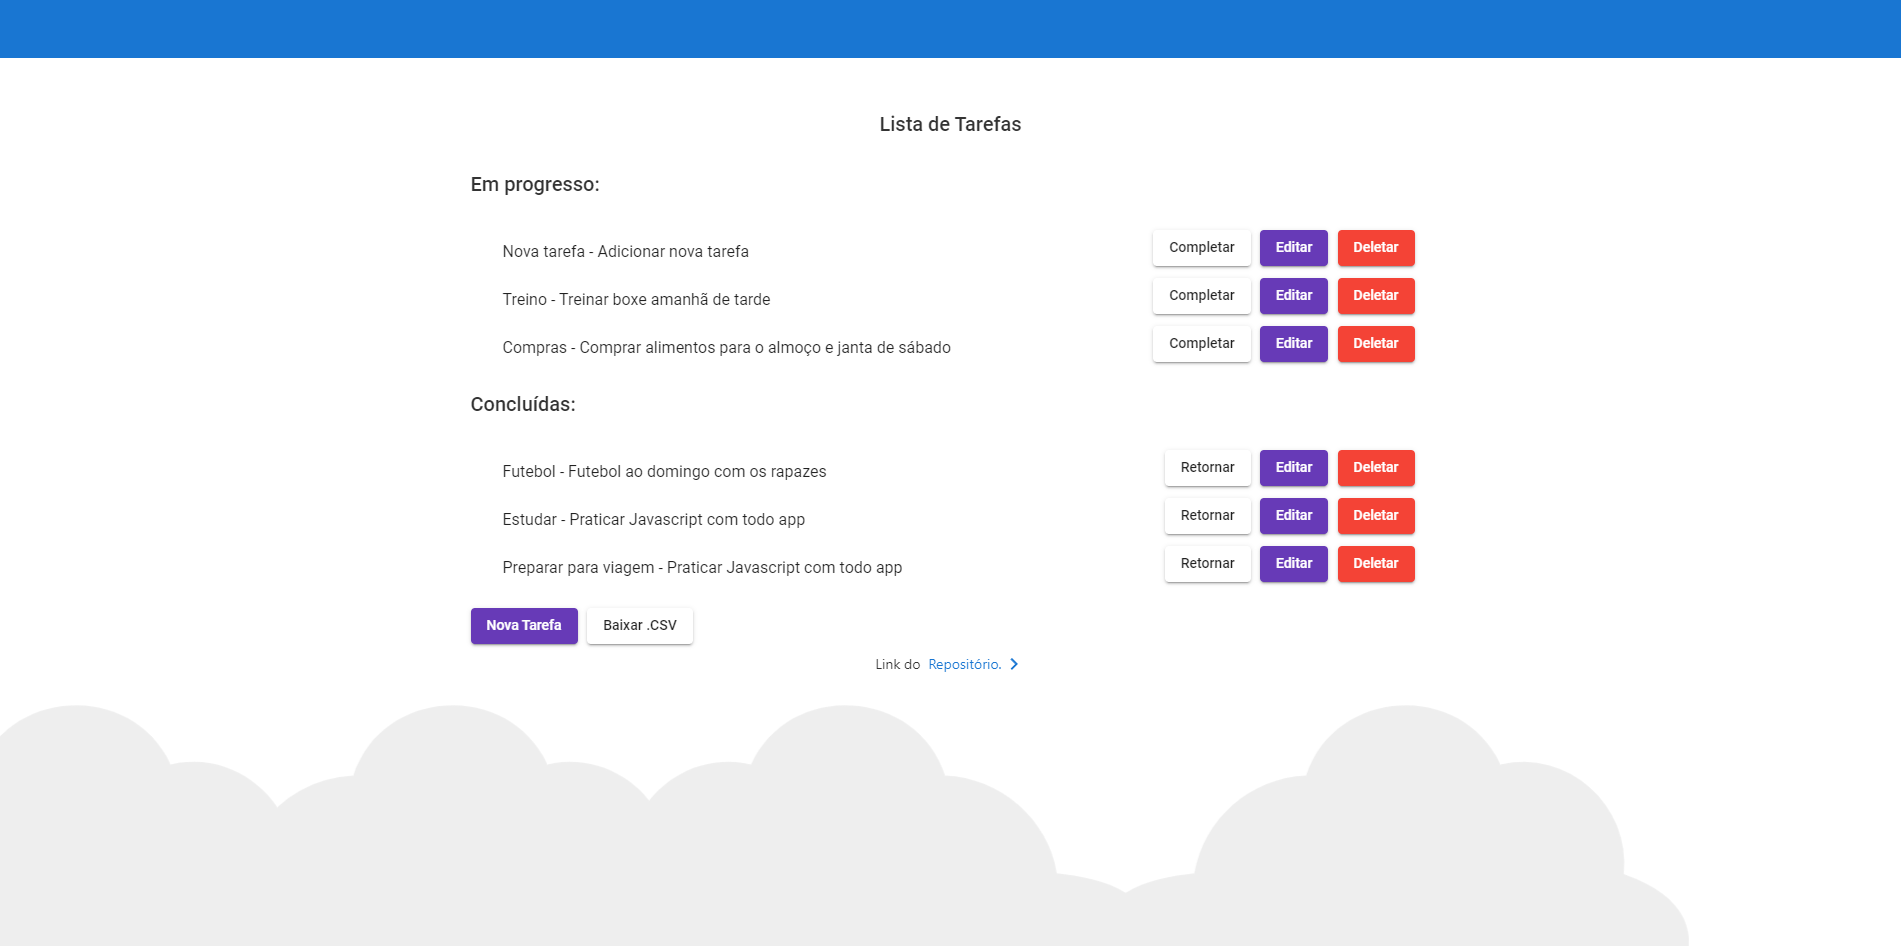 Lista de Tarefas
Em progresso:
Nova tarefa - Adicionar nova tarefa Completar Editar Deletar
Treino - Treinar boxe amanhã de tarde Completar Editar Deletar
Compras - Comprar alimentos para o almoço e janta de sábado Completar Editar Deletar
Concluídas:
Futebol - Futebol ao domingo com os rapazes Retornar Editar Deletar
Estudar - Praticar Javascript com todo app Retornar Editar Deletar
Preparar para viagem - Praticar Javascript com todo app Retornar Editar Deletar
Nova Tarefa Baixar .CSV
Link do Repositório.